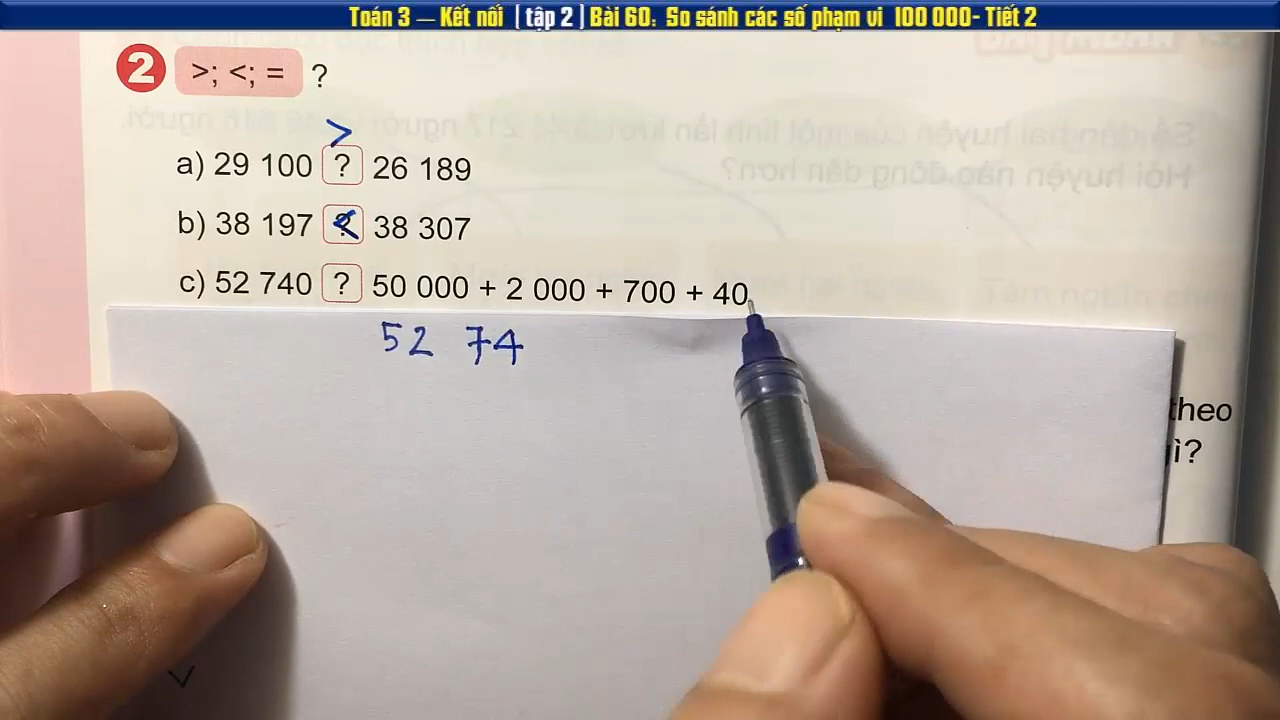 Toán 3 – Kết nối [ tập 2 ] Bài 60: So sánh các số phạm vi 100 000- Tiết 2
2 >; <; = ?
>
a) 29 100 ? 26 189
b) 38 197 < 38 307
c) 52 740 ? 50 000 + 2 000 + 700 + 40
52 74
theo
ì?